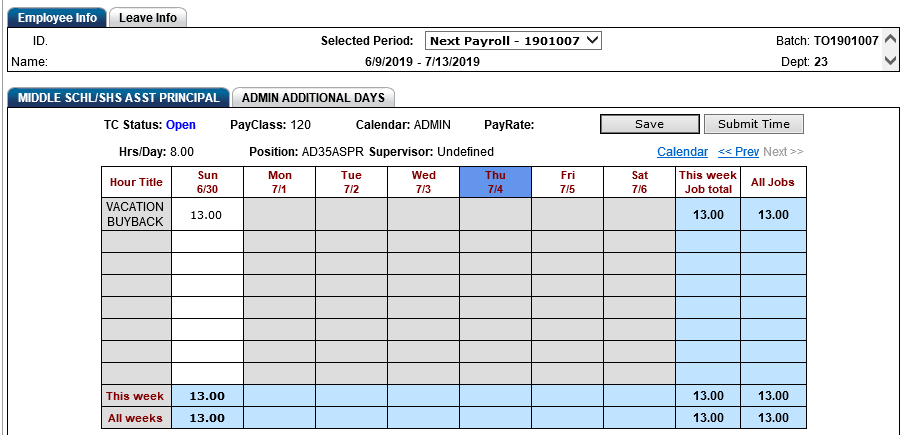 Employee Info Leave Info
ID. Selected Period: Next Payroll - 1901007 Batch: TO1901007
Name: 6/9/2019 - 7/13/2019 Dept: 23
MIDDLE SCHL/SHS ASST PRINCIPAL ADMIN ADDITIONAL DAYS
TC Status: Open PayClass: 120 Calendar: ADMIN PayRate: Save Submit Time
Hrs/Day: 8.00 Position: AD35ASPR Supervisor: Undefined Calendar << Prev Next >>
Hour Title Sun Mon Tue Wed Thu Fri Sat This week All Jobs
6/30 7/1 7/2 7/3 7/4 7/5 7/6 Job total
VACATION
BUYBACK 13.00 13.00 13.00
This week 13.00 13.00 13.00
All weeks 13.00 13.00 13.00